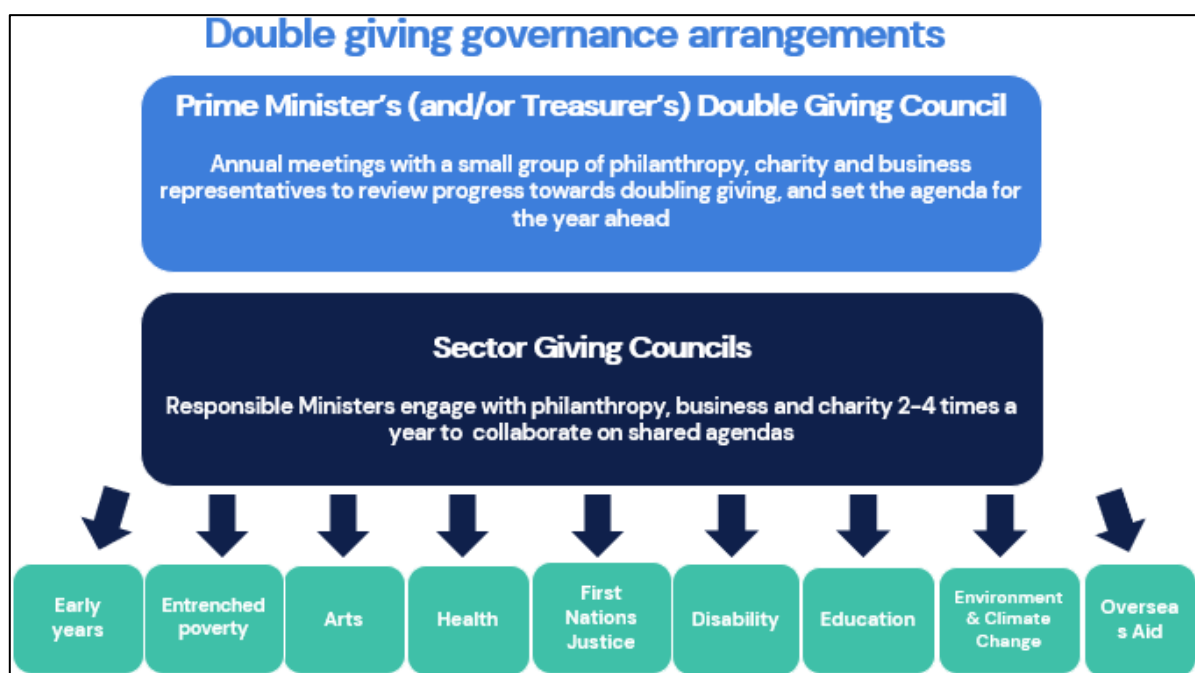 Double giving governance arrangements
Prime Minister's (and/or Treasurer's) Double Giving Council
Annual meetings with a small group of philanthropy, charity and business
representatives to review progress towards doubling giving, and set the agenda for
the year ahead
Sector Giving Councils
Responsible Ministers engage with philanthropy, business and charity 2-4 times a
year to collaborate on shared agendas
Early
years
Entrenched
poverty
Arts
Health
First
Nations
Justice
Disability
Education
Environment
& Climate
Change
Oversea
s Aid